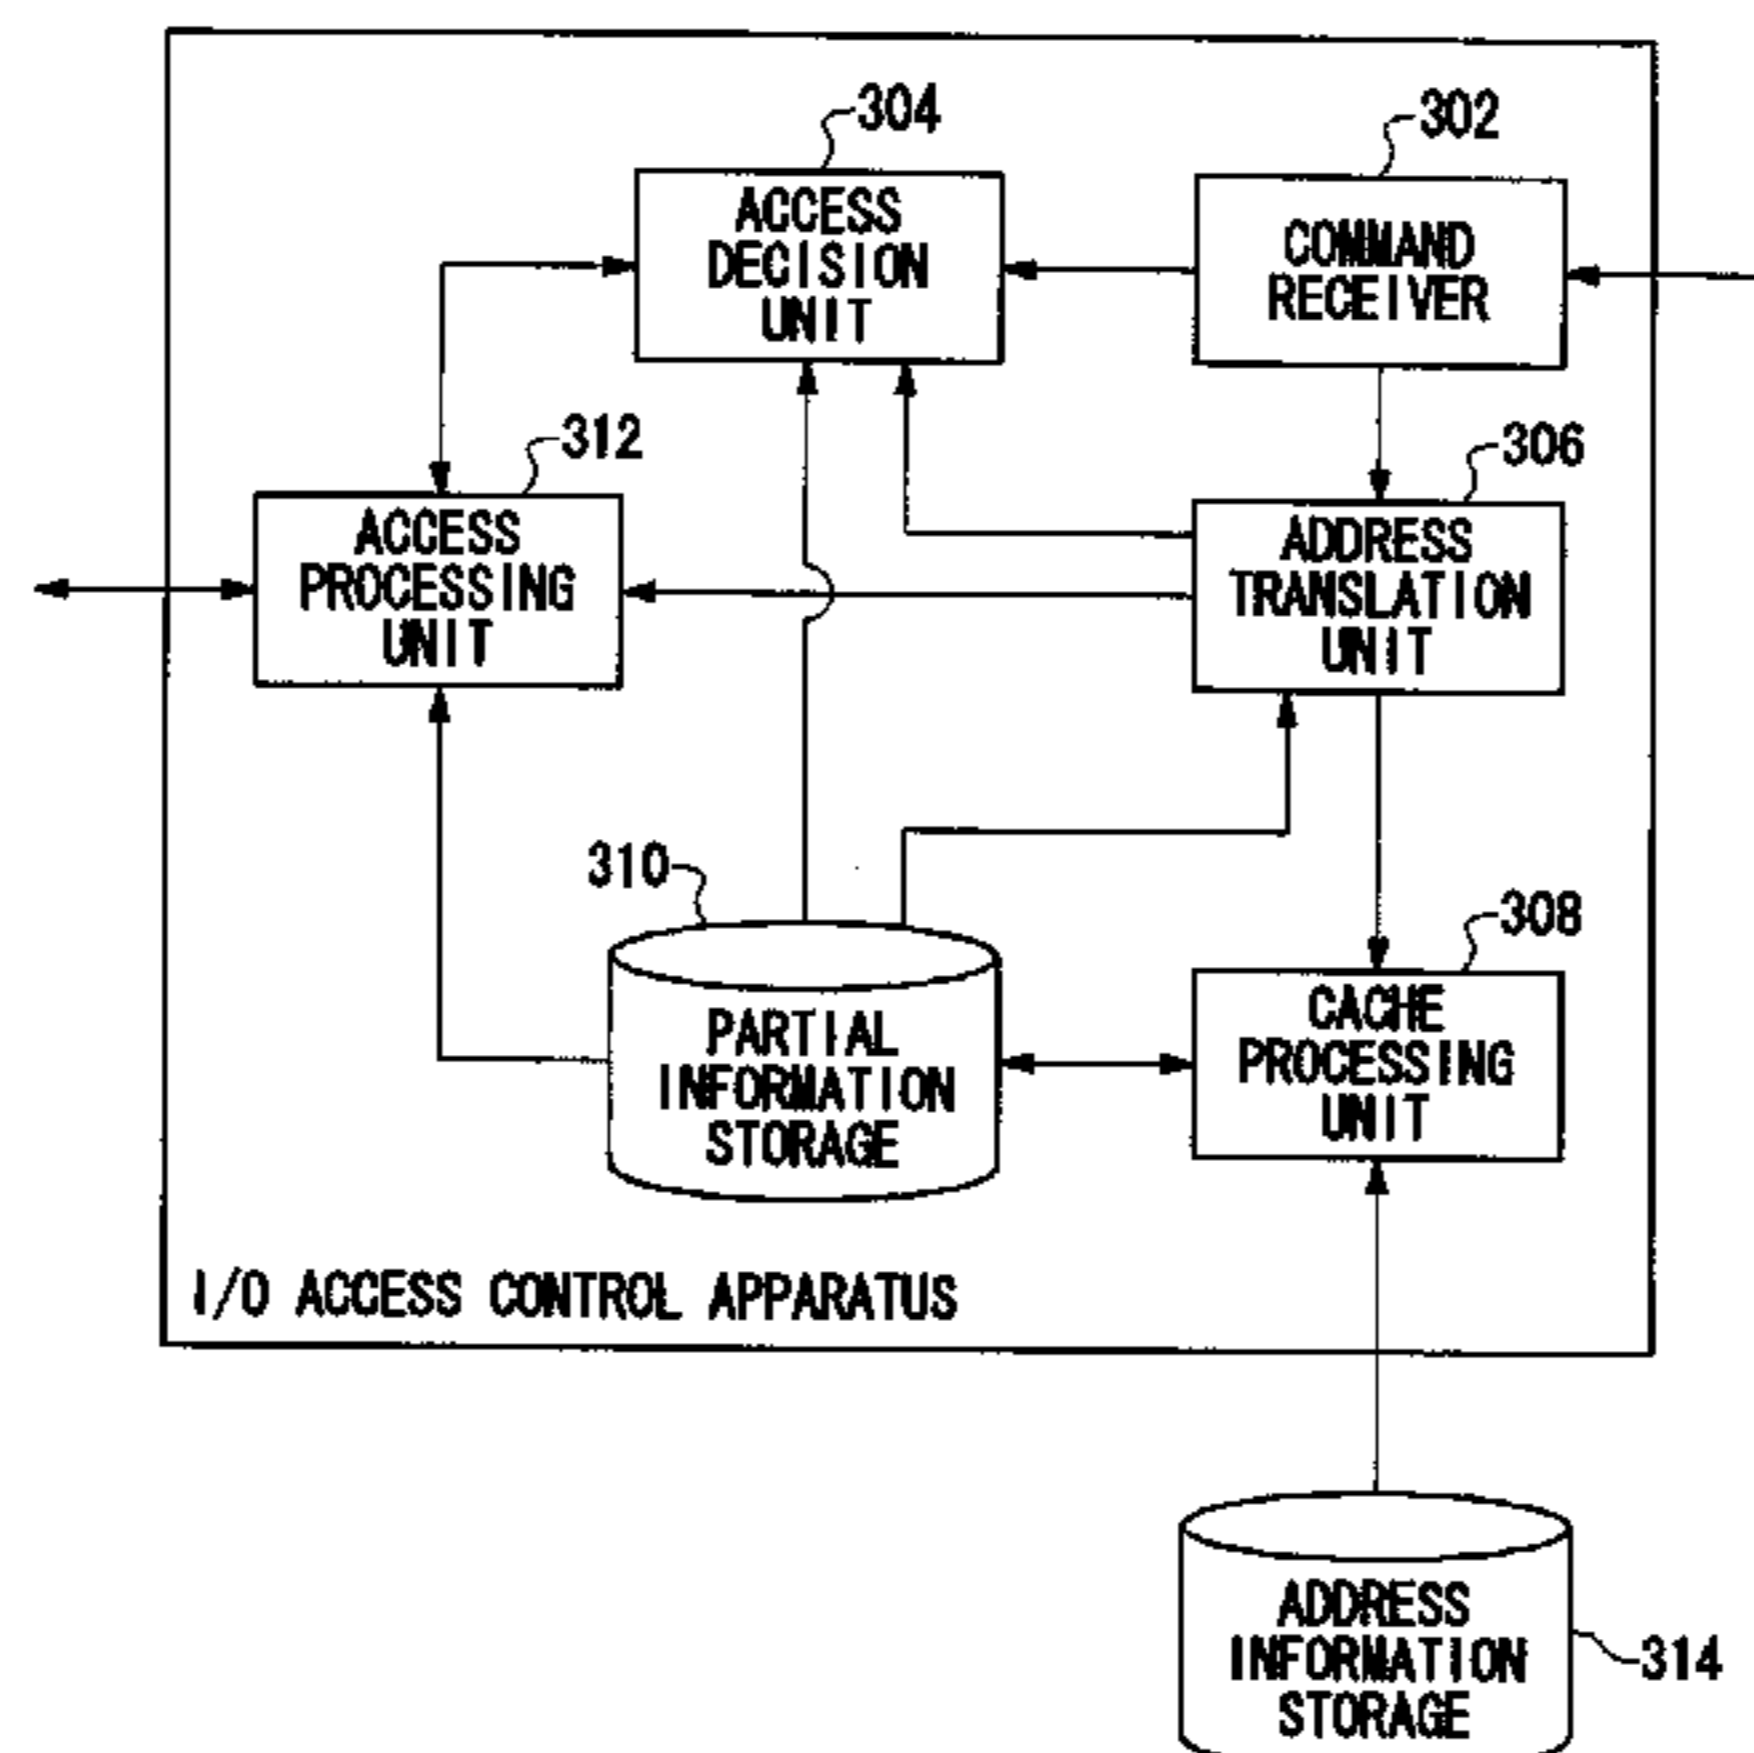 304
302
ACCESS
DECISION
UNIT
COMMAND
RECEIVER
312
306
ACCESS
PROCESSING
UNIT
ADDRESS
TRANSLATION
UNIT
310
308
PARTIAL
INFORMATION
STORAGE
CACHE
PROCESSING
UNIT
I/O ACCESS CONTROL APPARATUS
ADDRESS
INFORMATION
STORAGE
314